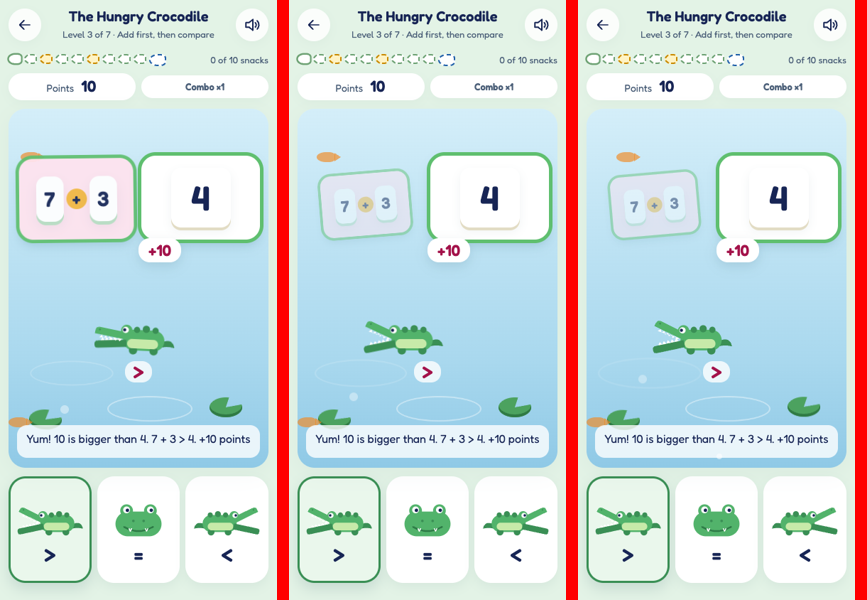 The Hungry Crocodile
Level 3 of 7 · Add first, then compare
0 of 10 snacks
Points 10
Combo ×1
7 + 3
4
+10
>
Yum! 10 is bigger than 4. 7 + 3 > 4. +10 points
> = <
The Hungry Crocodile
Level 3 of 7 · Add first, then compare
0 of 10 snacks
Points 10
Combo ×1
7 + 3
4
+10
>
Yum! 10 is bigger than 4. 7 + 3 > 4. +10 points
> = <
The Hungry Crocodile
Level 3 of 7 · Add first, then compare
0 of 10 snacks
Points 10
Combo ×1
7 + 3
4
+10
>
Yum! 10 is bigger than 4. 7 + 3 > 4. +10 points
> = <